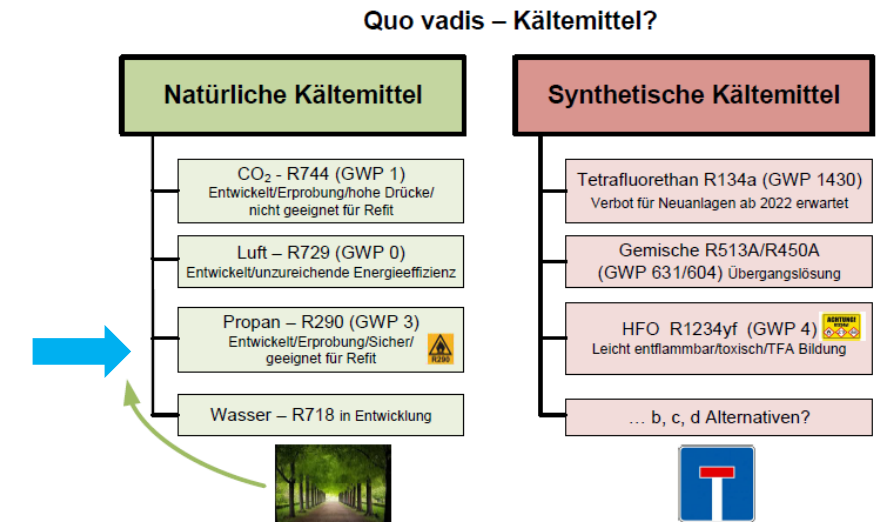 Quo vadis – Kältemittel?
Natürliche Kältemittel
CO₂ - R744 (GWP 1)
Entwickelt/Erprobung/hohe Drücke/
nicht geeignet für Refit
Luft – R729 (GWP 0)
Entwickelt/unzureichende Energieeffizienz
Propan – R290 (GWP 3)
Entwickelt/Erprobung/Sicher/
geeignet für Refit
R290
Wasser – R718 in Entwicklung
Synthetische Kältemittel
Tetrafluorethan R134a (GWP 1430)
Verbot für Neuanlagen ab 2022 erwartet
Gemische R513A/R450A
(GWP 631/604) Übergangslösung
HFO R1234yf (GWP 4)
ACHTUNG!
Leicht entflammbar/toxisch/TFA Bildung
... b, c, d Alternativen?